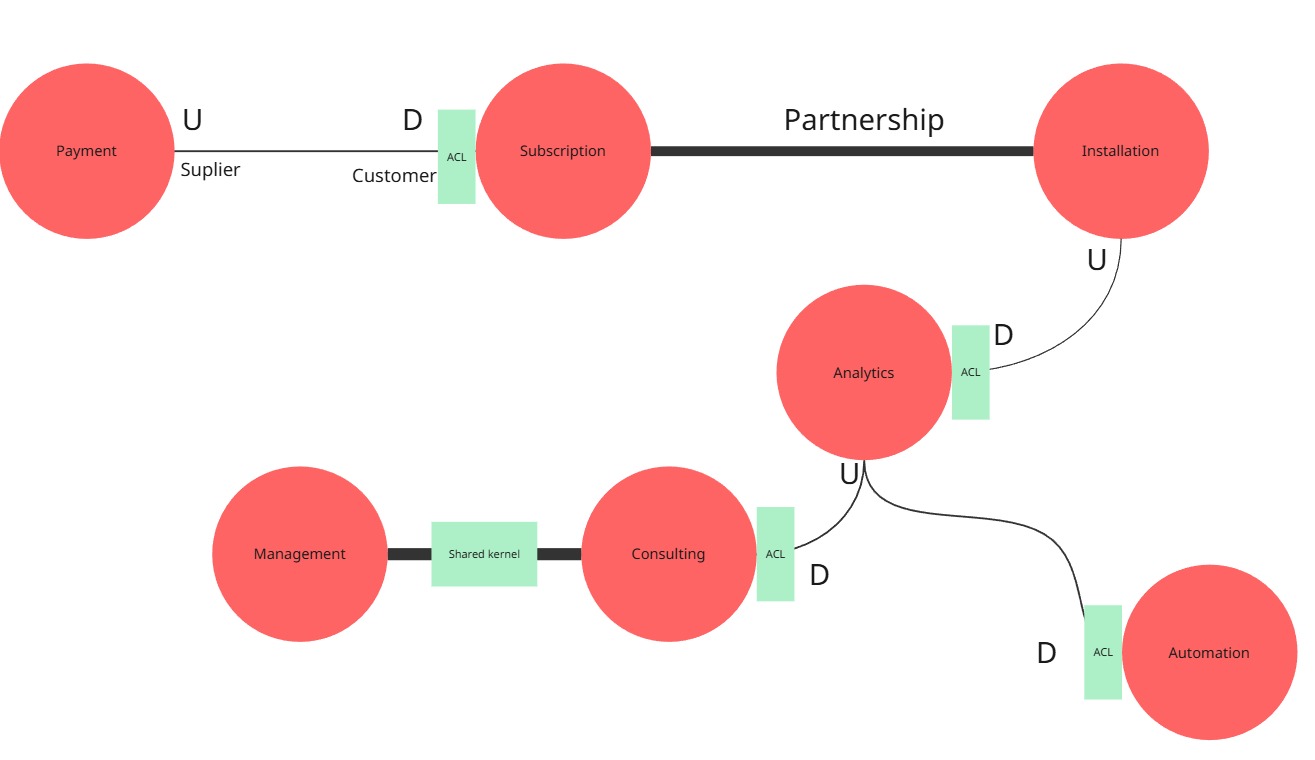 U
D
Partnership
Payment
ACL
Subscription
Installation
Suplier
Customer
U
D
Analytics
ACL
U
Management
Shared kernel
Consulting
ACL
D
D
ACL
Automation